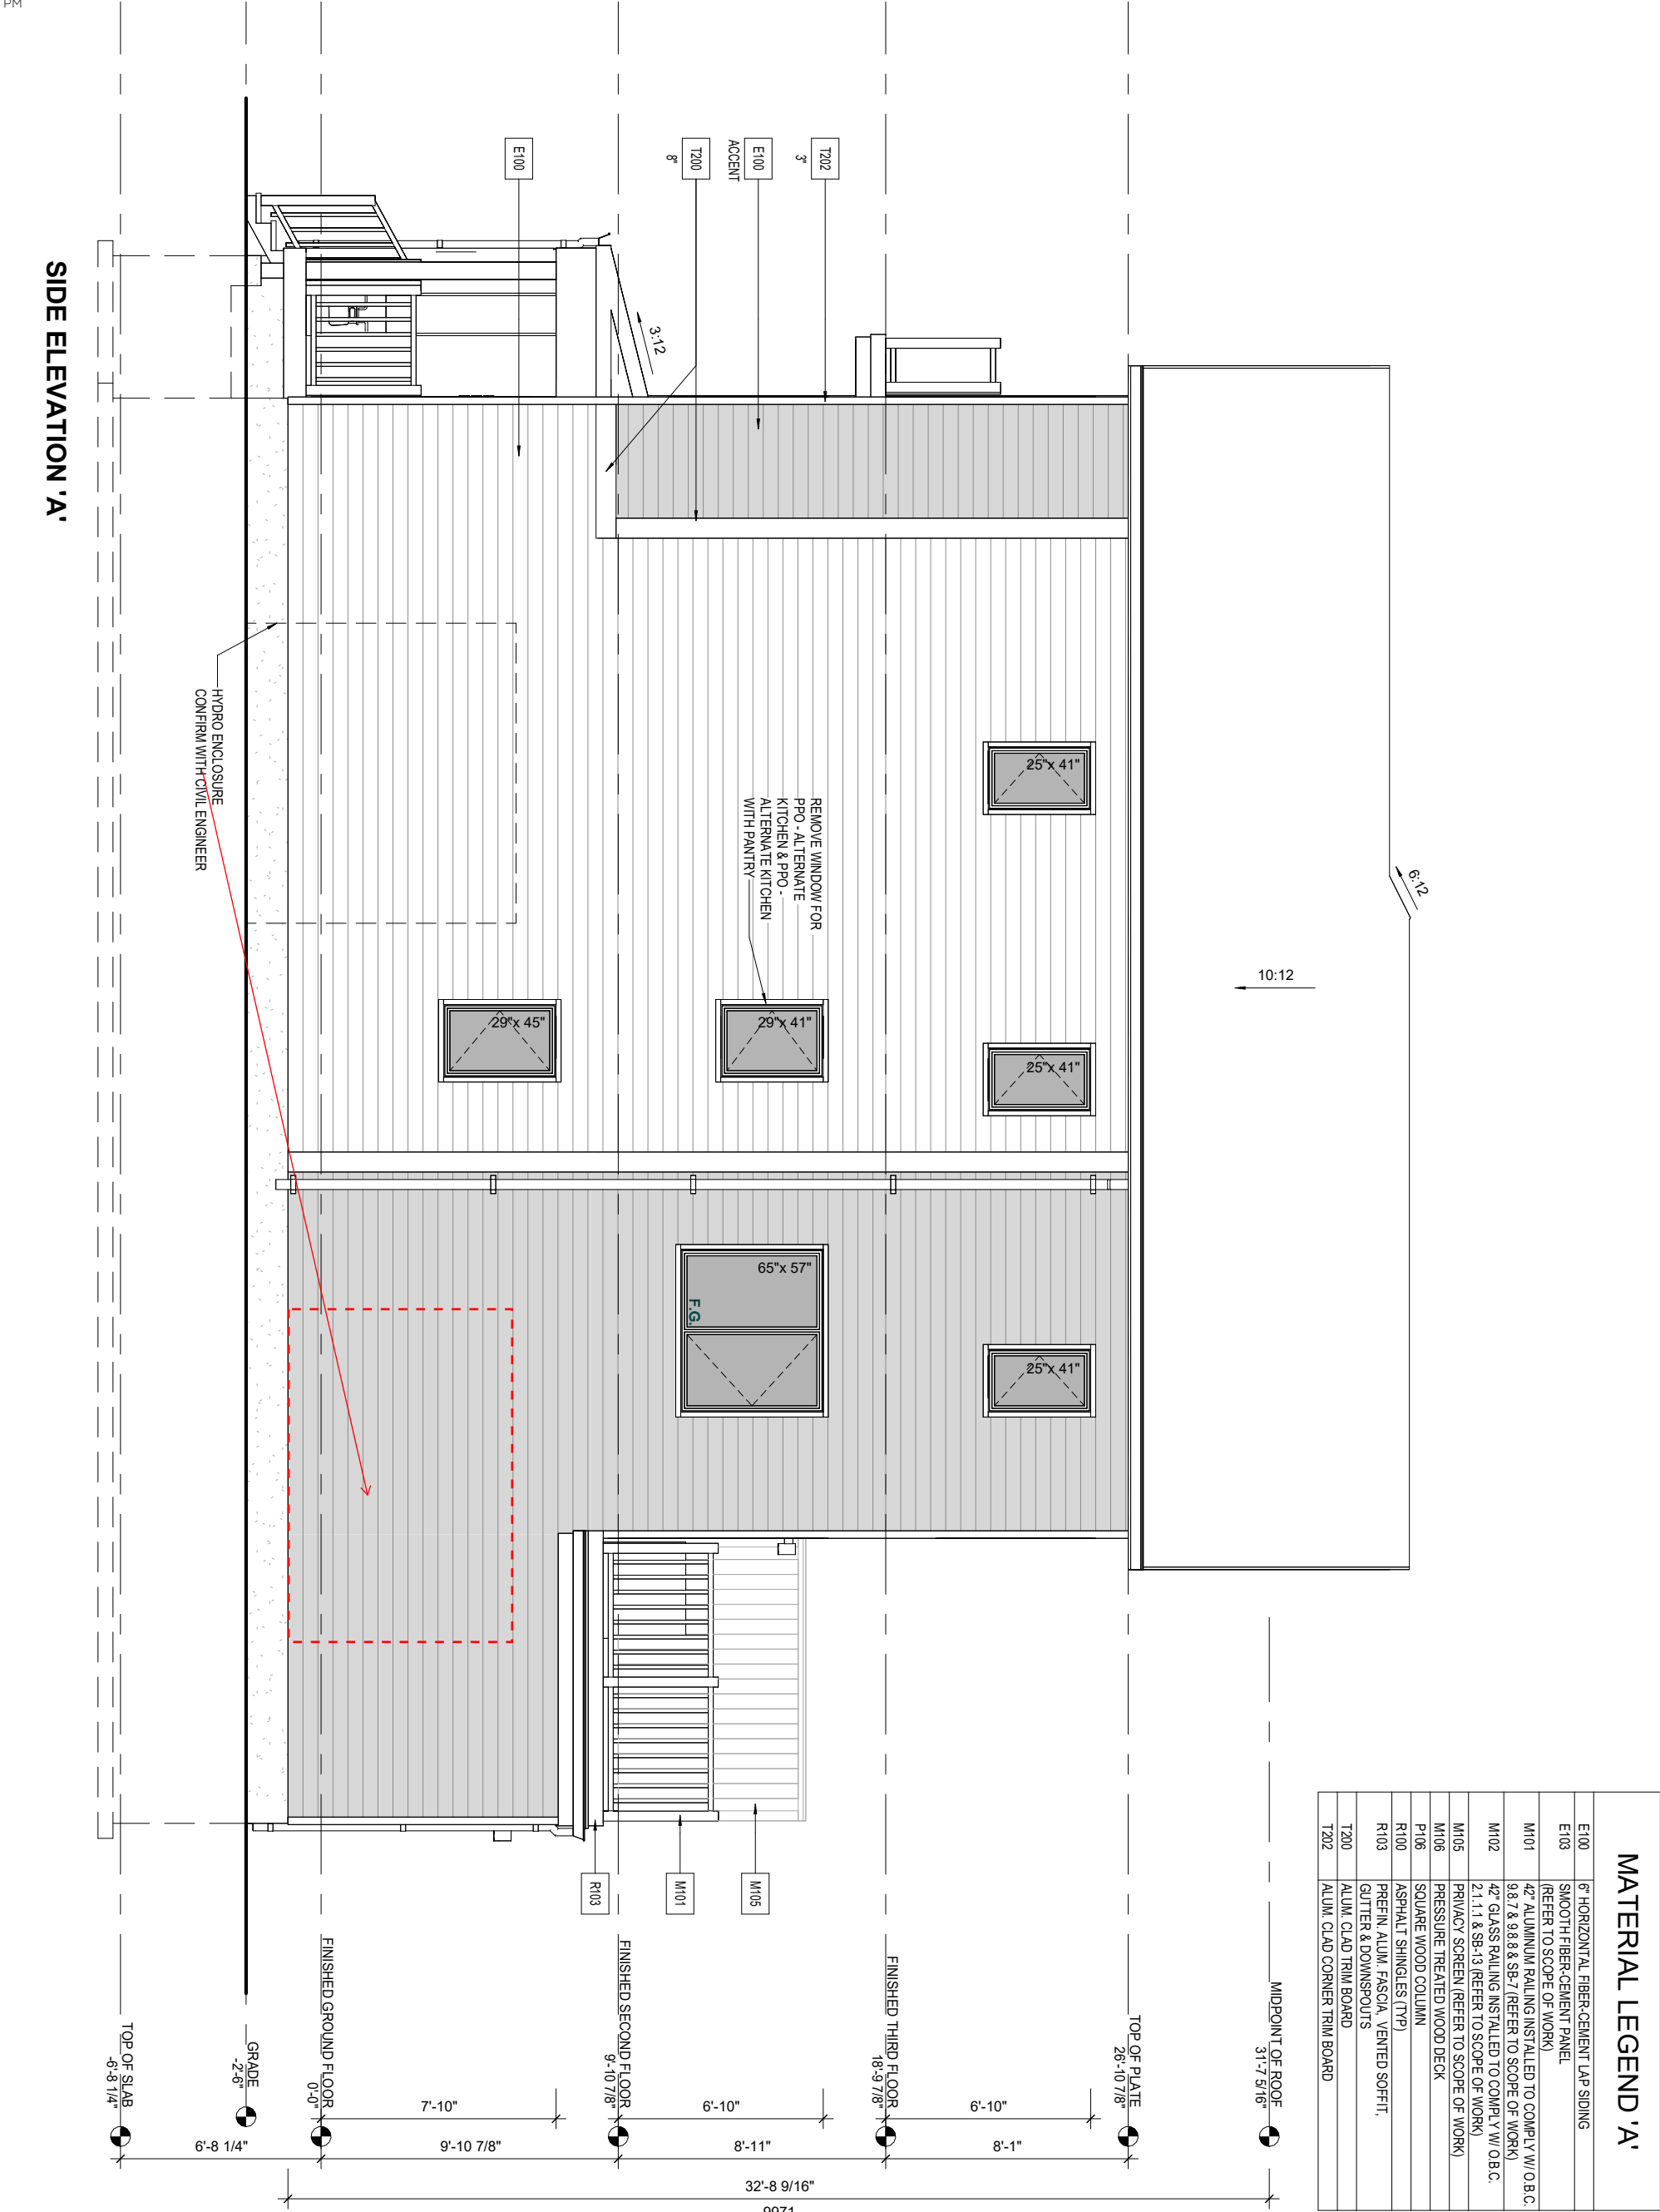 PM
SIDE ELEVATION 'A'
MATERIAL LEGEND 'A'
E100 6" HORIZONTAL FIBER-CEMENT LAP SIDING
E103 SMOOTH FIBER-CEMENT PANEL
(REFER TO SCOPE OF WORK)
M101 42" ALUMINUM RAILING INSTALLED TO COMPLY W/ O.B.C.
9.8.7 & 9.8.8 & SB-7 (REFER TO SCOPE OF WORK)
M102 42" GLASS RAILING INSTALLED TO COMPLY W/ O.B.C.
2.1.1.1 & SB-13 (REFER TO SCOPE OF WORK)
M105 PRIVACY SCREEN (REFER TO SCOPE OF WORK)
M106 PRESSURE TREATED WOOD DECK
P106 SQUARE WOOD COLUMN
R100 ASPHALT SHINGLES (TYP)
R103 PREFIN. ALUM. FASCIA, VENTED SOFFIT,
GUTTER & DOWNSPOUTS
T200 ALUM. CLAD TRIM BOARD
T202 ALUM. CLAD CORNER TRIM BOARD
T202
3"
E100
ACCENT
T200
8"
E100
3:12
6:12
10:12
25"x 41"
25"x 41"
25"x 41"
REMOVE WINDOW FOR
PPO - ALTERNATE
KITCHEN & PPO -
ALTERNATE KITCHEN
WITH PANTRY
29"x 41"
29"x 45"
65"x 57"
F.G.
HYDRO ENCLOSURE
CONFIRM WITH CIVIL ENGINEER
M105
M101
R103
MIDPOINT OF ROOF
31'-7 5/16"
TOP OF PLATE
26'-10 7/8"
FINISHED THIRD FLOOR
18'-9 7/8"
FINISHED SECOND FLOOR
9'-10 7/8"
FINISHED GROUND FLOOR
0'-0"
GRADE
-2'-6"
TOP OF SLAB
-6'-8 1/4"
7'-10"
6'-10"
6'-10"
6'-8 1/4"
9'-10 7/8"
8'-11"
8'-1"
32'-8 9/16"
9971